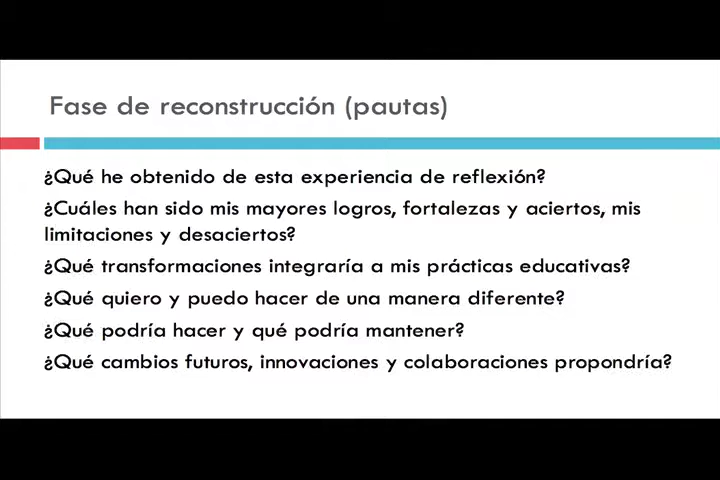 Fase de reconstrucción (pautas)
¿Qué he obtenido de esta experiencia de reflexión?
¿Cuáles han sido mis mayores logros, fortalezas y aciertos, mis
limitaciones y desaciertos?
¿Qué transformaciones integraría a mis prácticas educativas?
¿Qué quiero y puedo hacer de una manera diferente?
¿Qué podría hacer y qué podría mantener?
¿Qué cambios futuros, innovaciones y colaboraciones propondría?